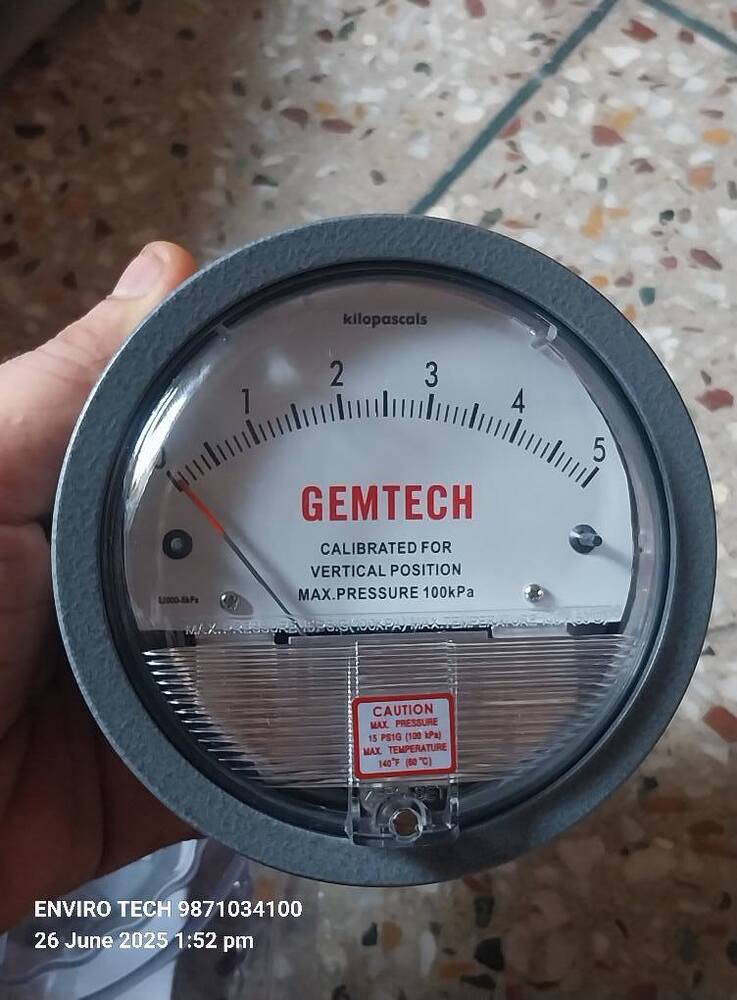 kilopascals
0 1 2 3 4 5
GEMTECH
CALIBRATED FOR
VERTICAL POSITION
MAX.PRESSURE 100kPa
CAUTION
MAX. PRESSURE
15 PSIG (100 kPa)
MAX. TEMPERATURE
140°F (60 °C)
ENVIRO TECH 9871034100
26 June 2025 1:52 pm